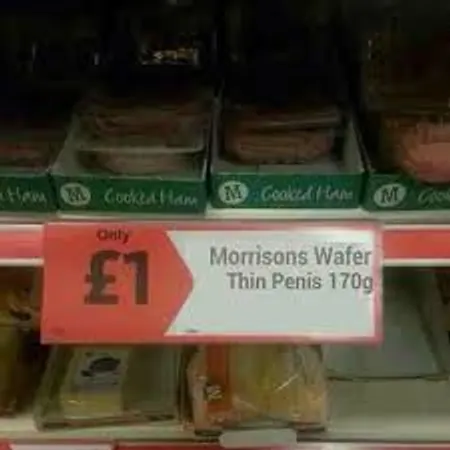 Ham
M Cooked Ham
M Cooked Ham
M Coo
Only
£1
Morrisons Wafer
Thin Penis 170g
M